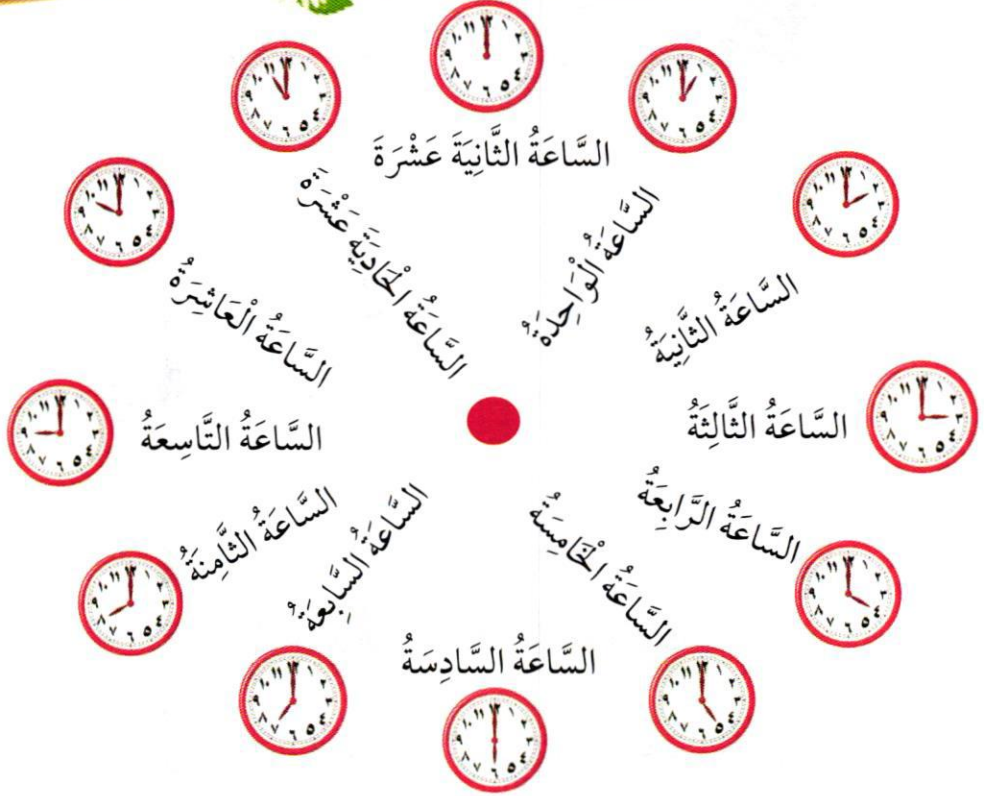 السَّاعَةُ الثَّانِيَةَ عَشْرَةَ
السَّاعَةُ الْوَاحِدَةُ
السَّاعَةُ الثَّانِيَةُ
السَّاعَةُ الثَّالِثَةُ
السَّاعَةُ الرَّابِعَةُ
السَّاعَةُ الْخَامِسَةُ
السَّاعَةُ السَّادِسَةُ
السَّاعَةُ السَّابِعَةُ
السَّاعَةُ الثَّامِنَةُ
السَّاعَةُ التَّاسِعَةُ
السَّاعَةُ الْعَاشِرَةُ
السَّاعَةُ الْحَادِيَةَ عَشْرَةَ